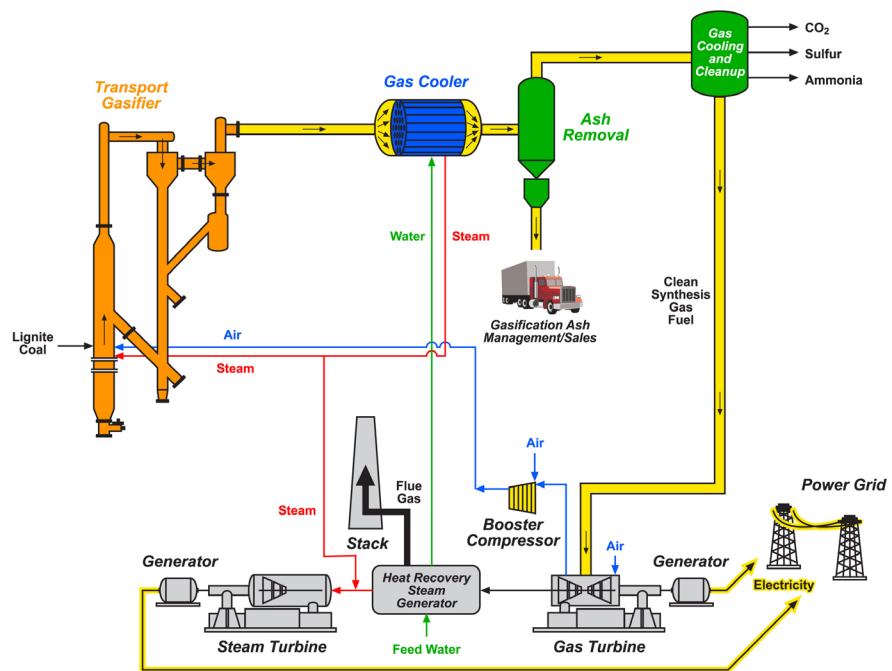 Gas
Cooling
and
Cleanup
CO₂
Sulfur
Ammonia
Transport
Gasifier
Gas Cooler
Ash
Removal
Water
Steam
Clean
Synthesis
Gas
Fuel
Gasification Ash
Management/Sales
Lignite
Coal
Air
Steam
Air
Flue
Gas
Steam
Stack
Booster
Compressor
Power Grid
Air
Generator
Heat Recovery
Steam
Generator
Generator
Electricity
Steam Turbine
Gas Turbine
Feed Water